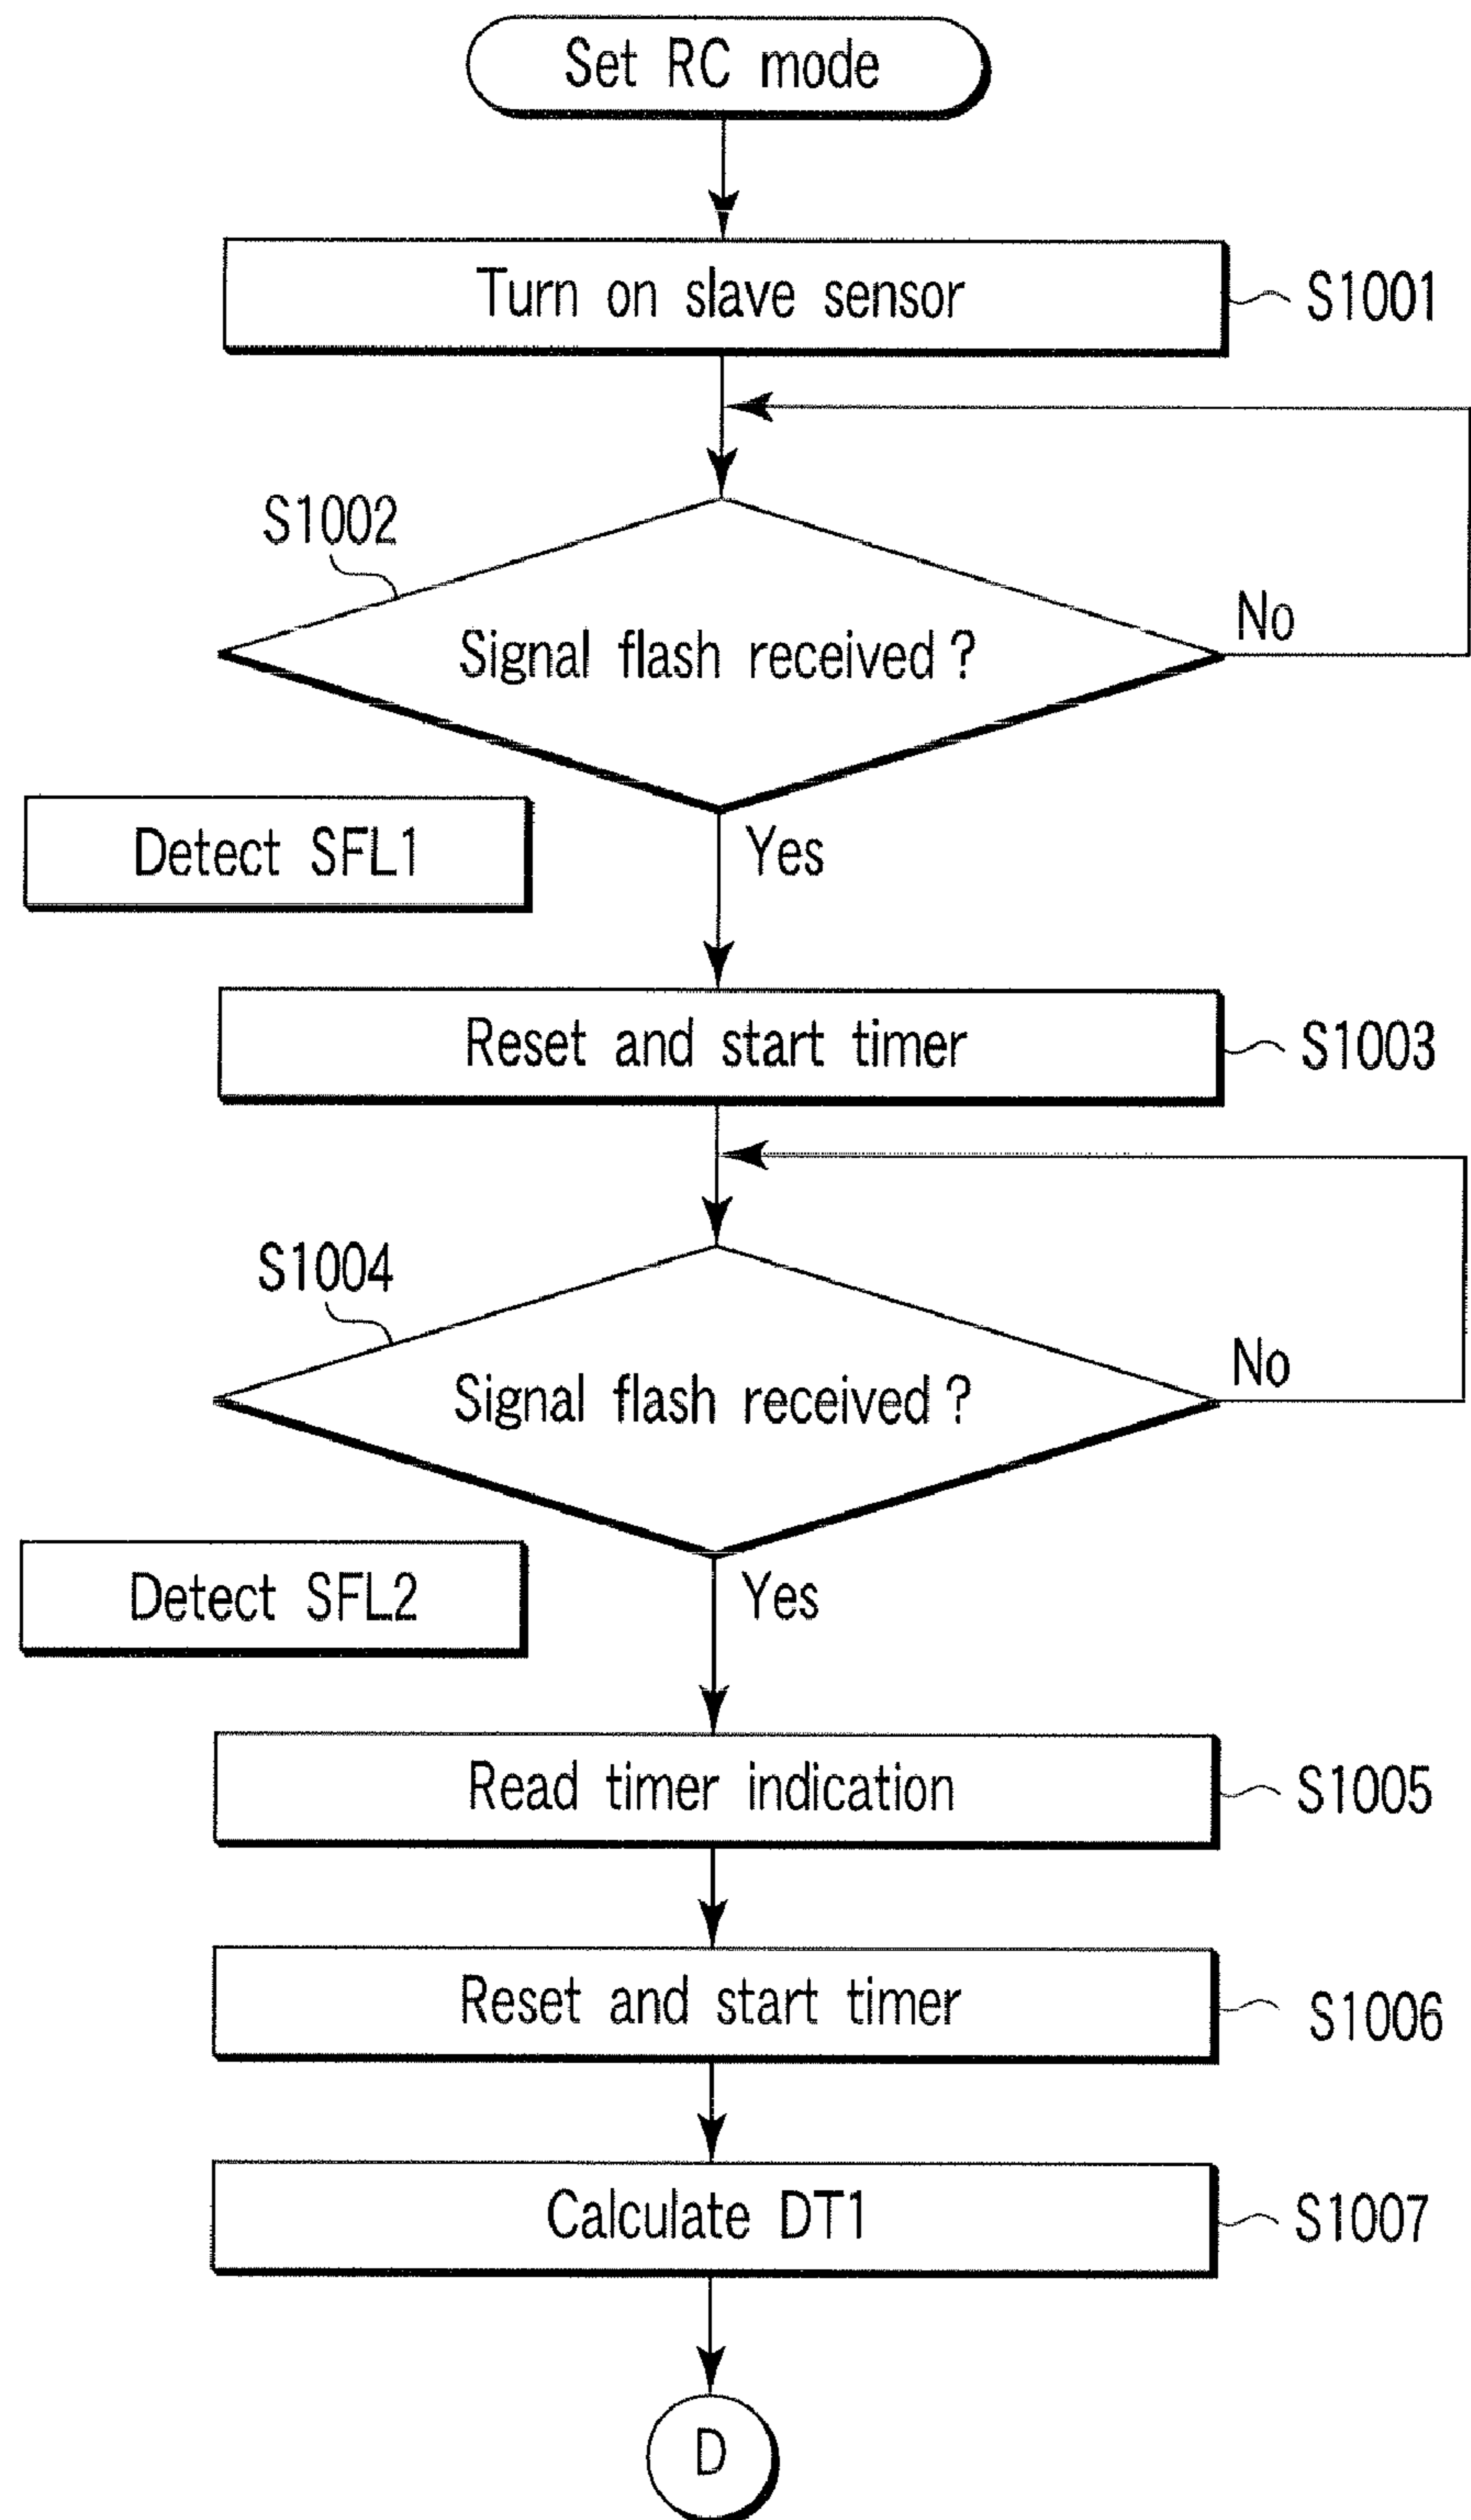 Set RC mode
Turn on slave sensor
S1001
S1002
Signal flash received?
No
Detect SFL1
Yes
Reset and start timer
S1003
S1004
Signal flash received?
No
Detect SFL2
Yes
Read timer indication
S1005
Reset and start timer
S1006
Calculate DT1
S1007
D